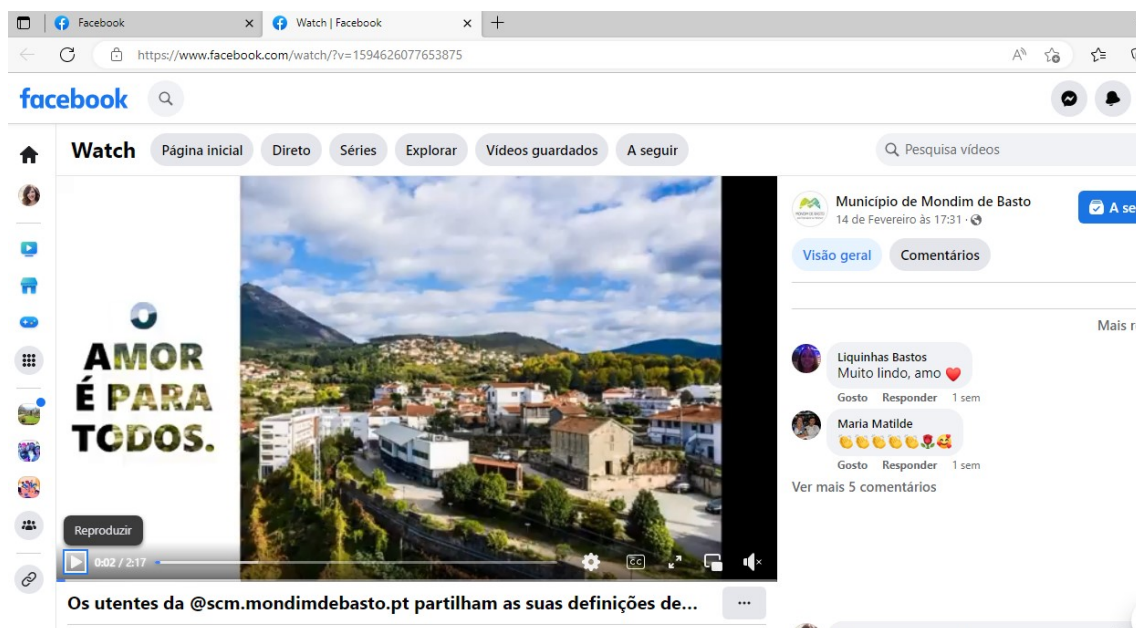 Facebook
Watch | Facebook
https://www.facebook.com/watch/?v=1594626077653875
facebook
Watch
Página inicial
Direto
Séries
Explorar
Vídeos guardados
A seguir
Pesquisa vídeos
O
AMOR
É PARA
TODOS.
Reproduzir
0:02 / 2:17
CC
Os utentes da @scm.mondimdebasto.pt partilham as suas definições de...
Município de Mondim de Basto
14 de Fevereiro às 17:31
A se
Visão geral
Comentários
Mais r
Liquinhas Bastos
Muito lindo, amo ❤️
Gosto Responder 1 sem
Maria Matilde
👏👏👏👏👏🌹🥰
Gosto Responder 1 sem
Ver mais 5 comentários